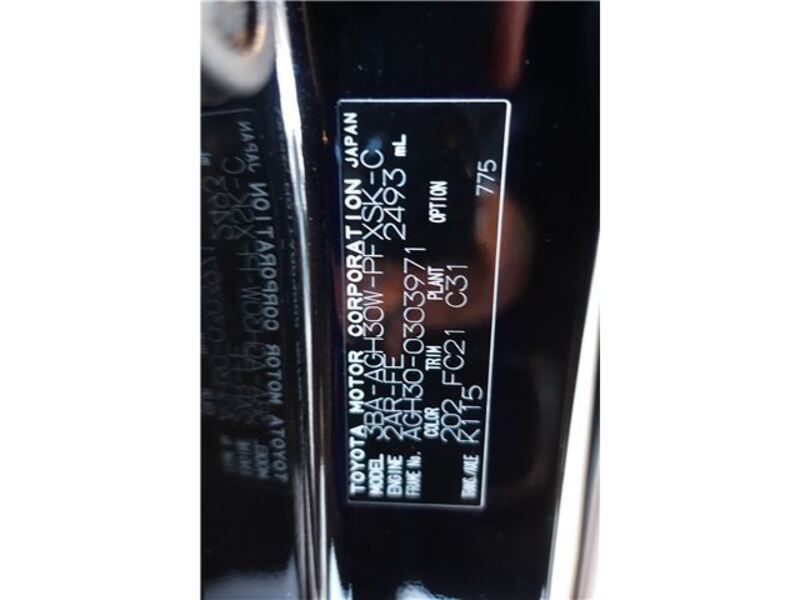 TOYOTA MOTOR CORPORATION JAPAN
MODEL 3BA-AGH30W-PFXSK-C
ENGINE 2AR-FE 2493 mL
FRAME No. AGH30-0303971
COLOR TRIM PLANT OPTION
202 FC21 C31
TRANS./AXLE K115
775